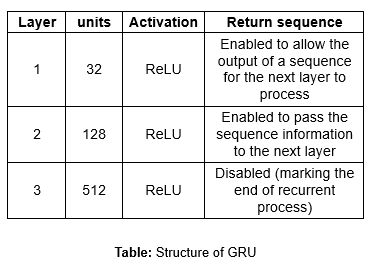 Layer units Activation Return sequence
1 32 ReLU Enabled to allow the
output of a sequence
for the next layer to
process
2 128 ReLU Enabled to pass the
sequence information
to the next layer
3 512 ReLU Disabled (marking the
end of recurrent
process)
Table: Structure of GRU